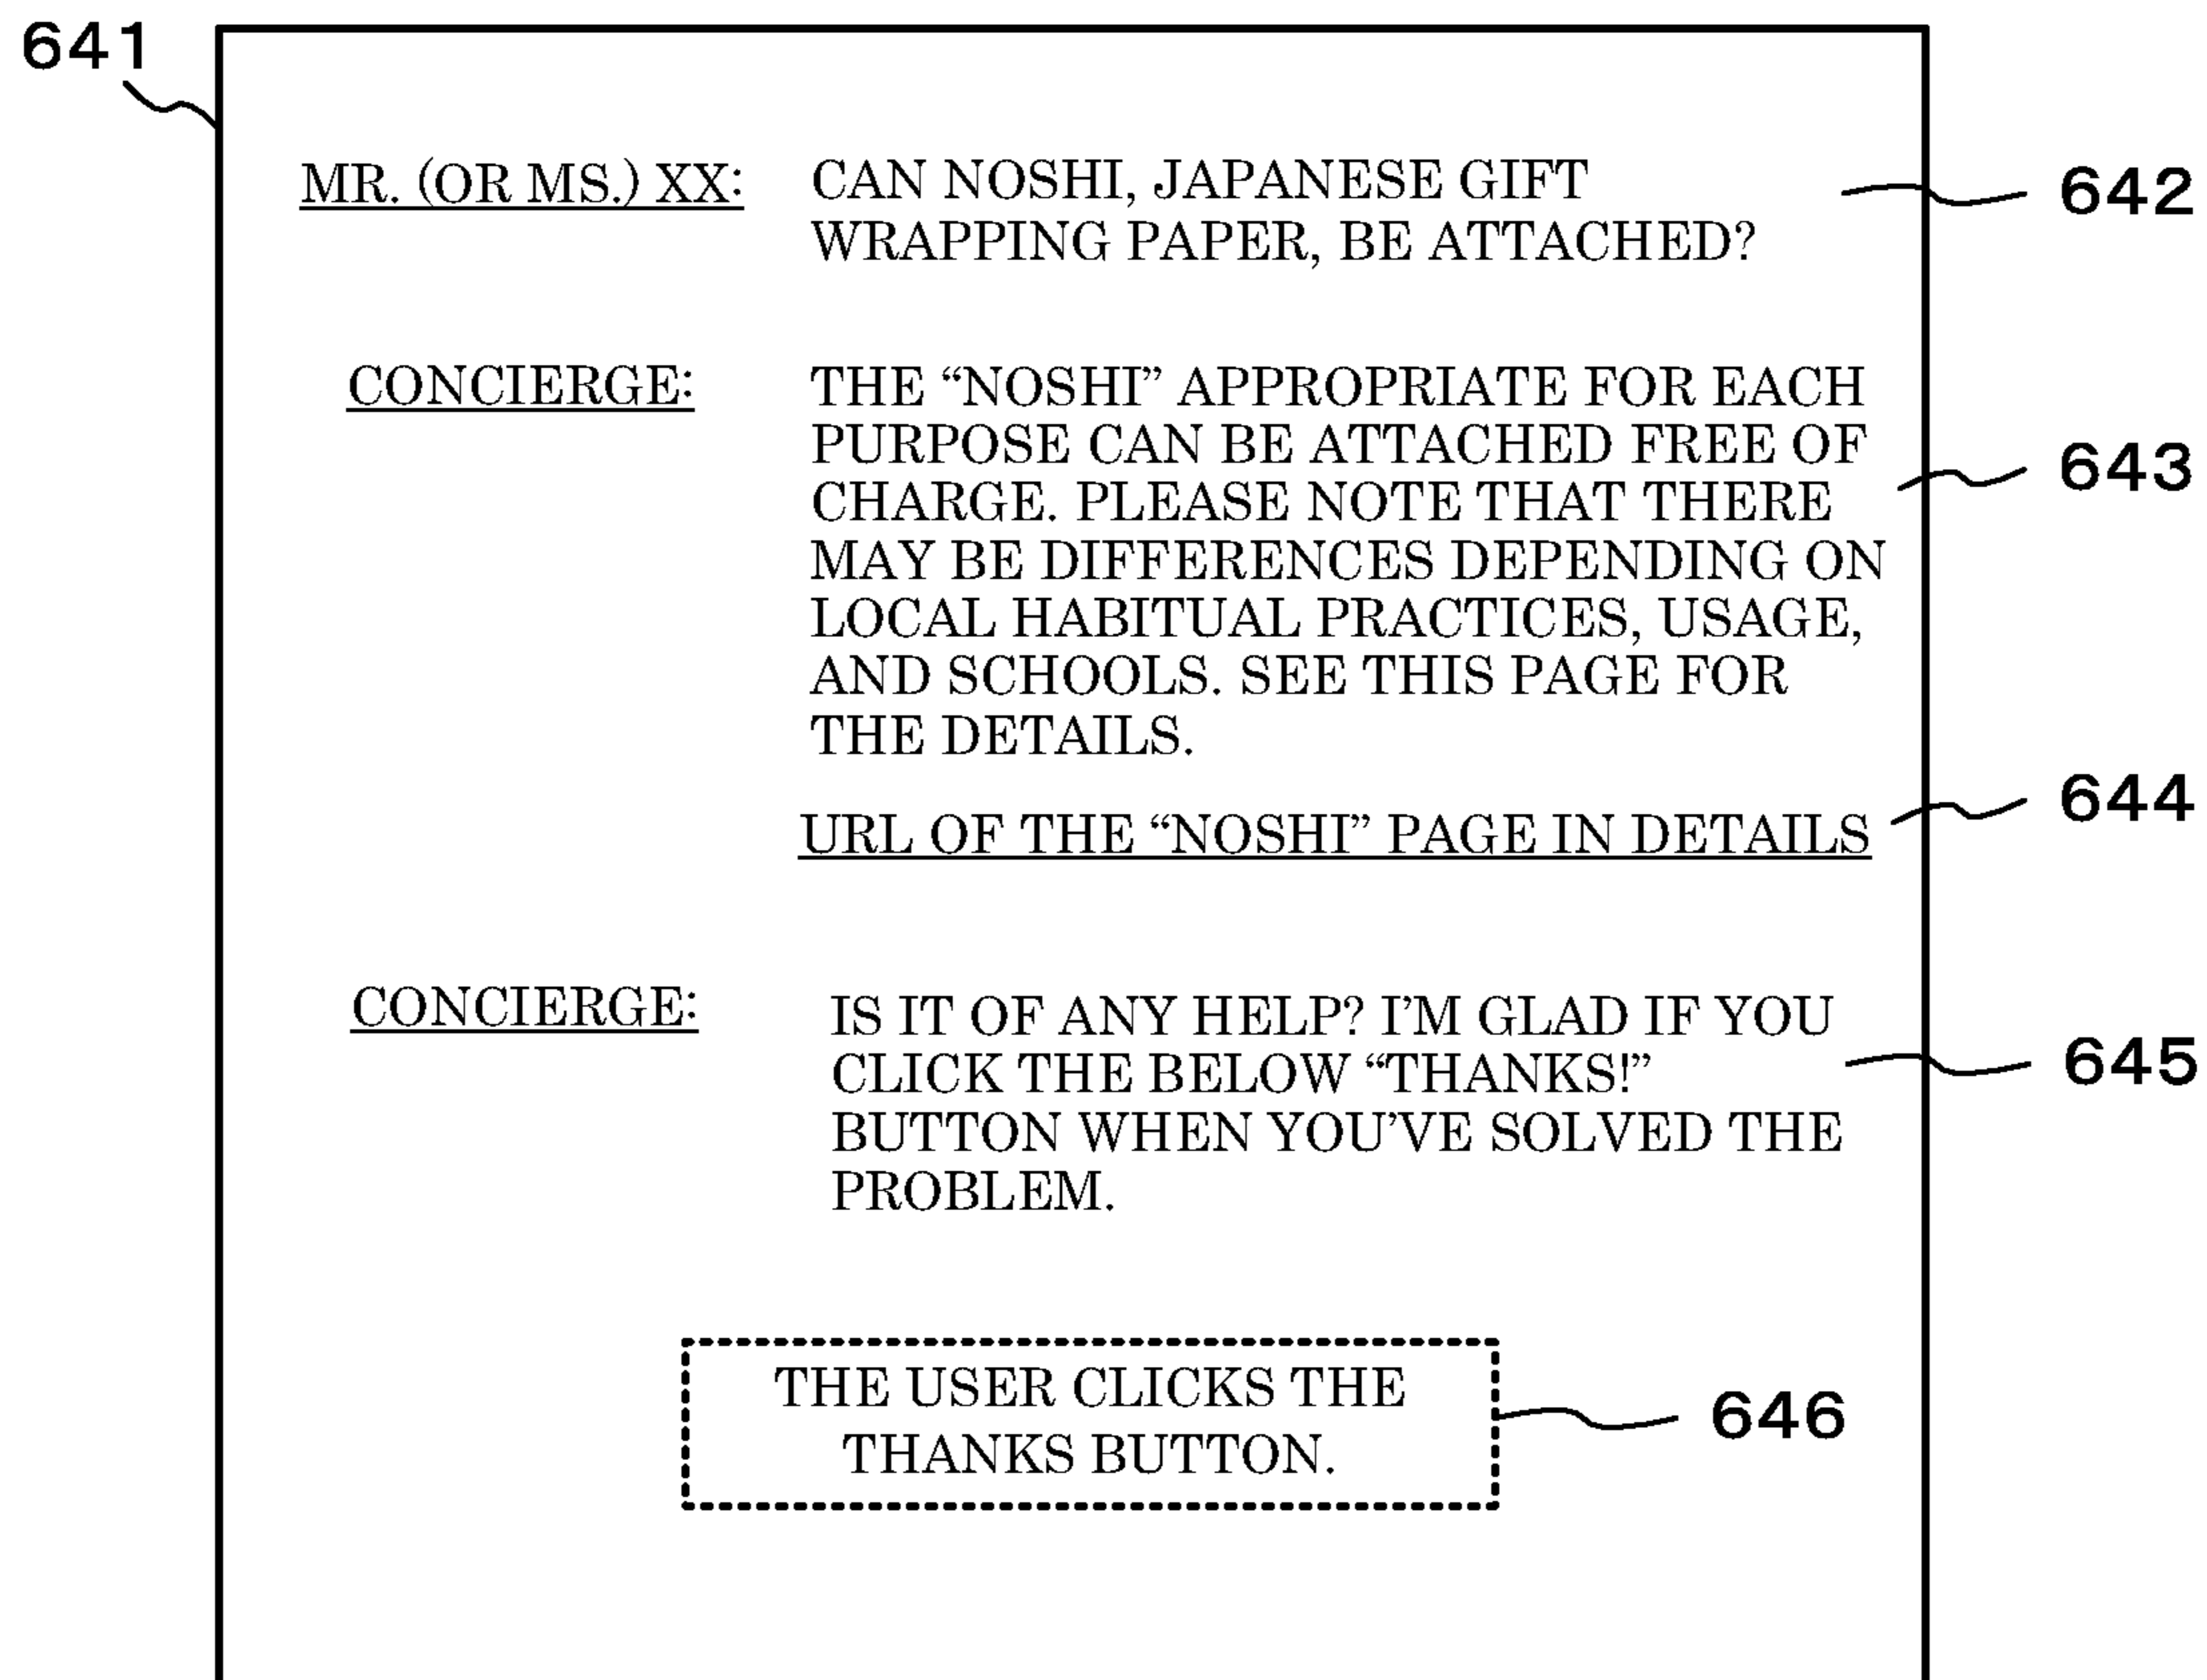 641
MR. (OR MS.) XX: CAN NOSHI, JAPANESE GIFT
WRAPPING PAPER, BE ATTACHED?
642
CONCIERGE: THE “NOSHI” APPROPRIATE FOR EACH
PURPOSE CAN BE ATTACHED FREE OF
CHARGE. PLEASE NOTE THAT THERE
MAY BE DIFFERENCES DEPENDING ON
LOCAL HABITUAL PRACTICES, USAGE,
AND SCHOOLS. SEE THIS PAGE FOR
THE DETAILS.
643
URL OF THE “NOSHI” PAGE IN DETAILS
644
CONCIERGE: IS IT OF ANY HELP? I’M GLAD IF YOU
CLICK THE BELOW “THANKS!”
BUTTON WHEN YOU’VE SOLVED THE
PROBLEM.
645
THE USER CLICKS THE
THANKS BUTTON.
646